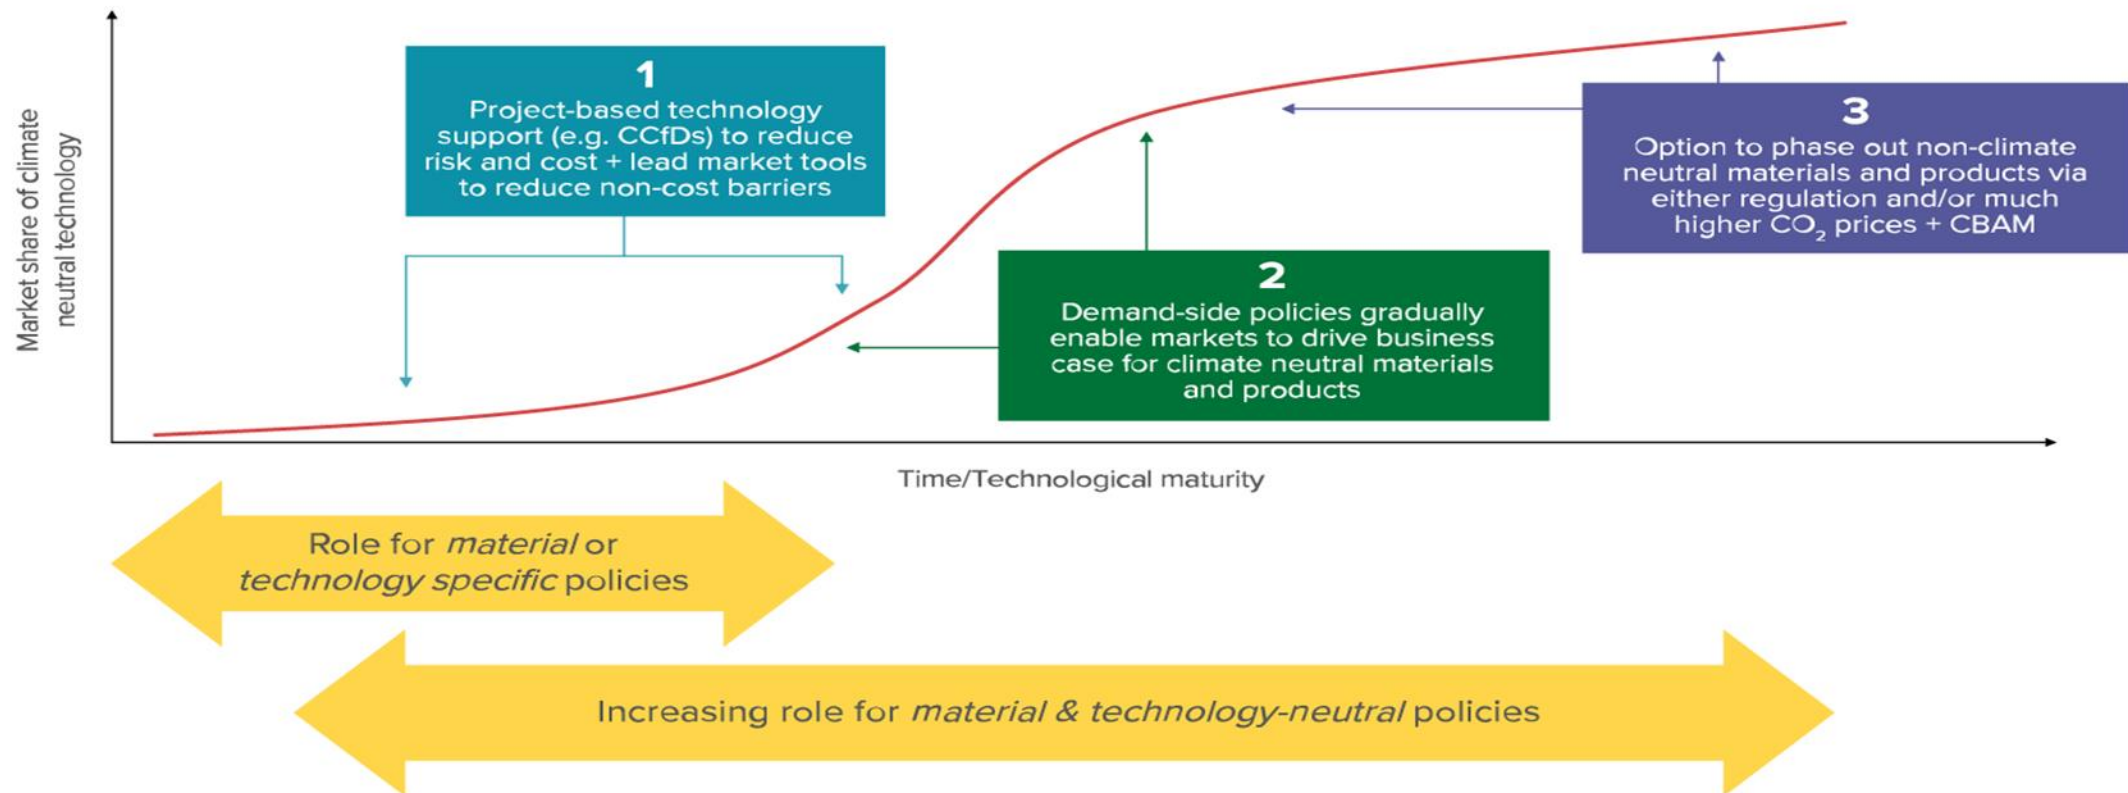 Market share of climate
neutral technology
1
Project-based technology
support (e.g. CCfDs) to reduce
risk and cost + lead market tools
to reduce non-cost barriers
2
Demand-side policies gradually
enable markets to drive business
case for climate neutral materials
and products
3
Option to phase out non-climate
neutral materials and products via
either regulation and/or much
higher CO₂ prices + CBAM
Time/Technological maturity
Role for material or
technology specific policies
Increasing role for material & technology-neutral policies